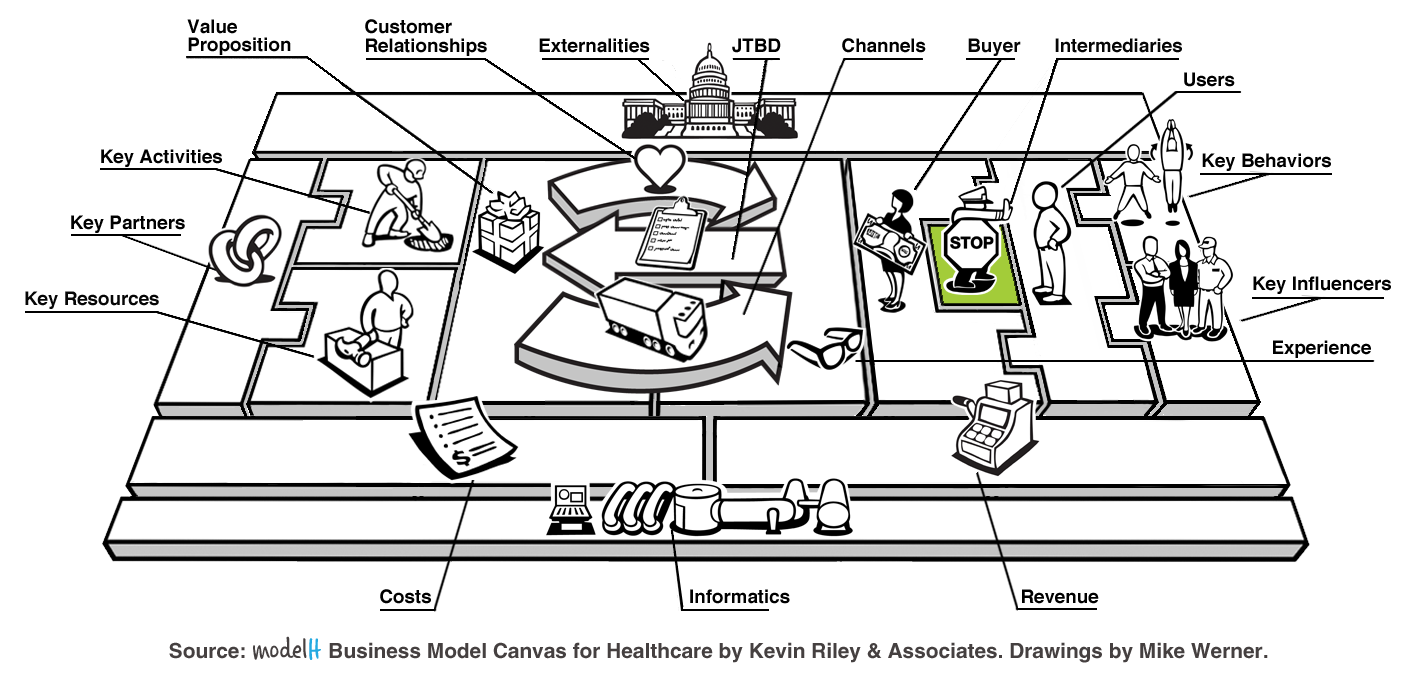 Value
Proposition
Customer
Relationships
Externalities
JTBD
Channels
Buyer
Intermediaries
Users
Key Activities
Key Behaviors
Key Partners
STOP
Key Resources
Key Influencers
Experience
$
Costs
Informatics
Revenue
Source: modelH Business Model Canvas for Healthcare by Kevin Riley & Associates. Drawings by Mike Werner.